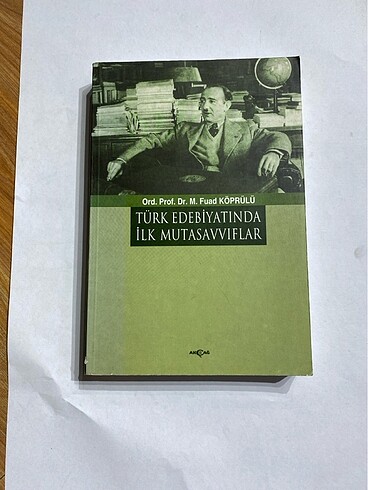 Ord. Prof. Dr. M. Fuad KÖPRÜLÜ
TÜRK EDEBİYATINDA
İLK MUTASAVVIFLAR
AKÇAĞ